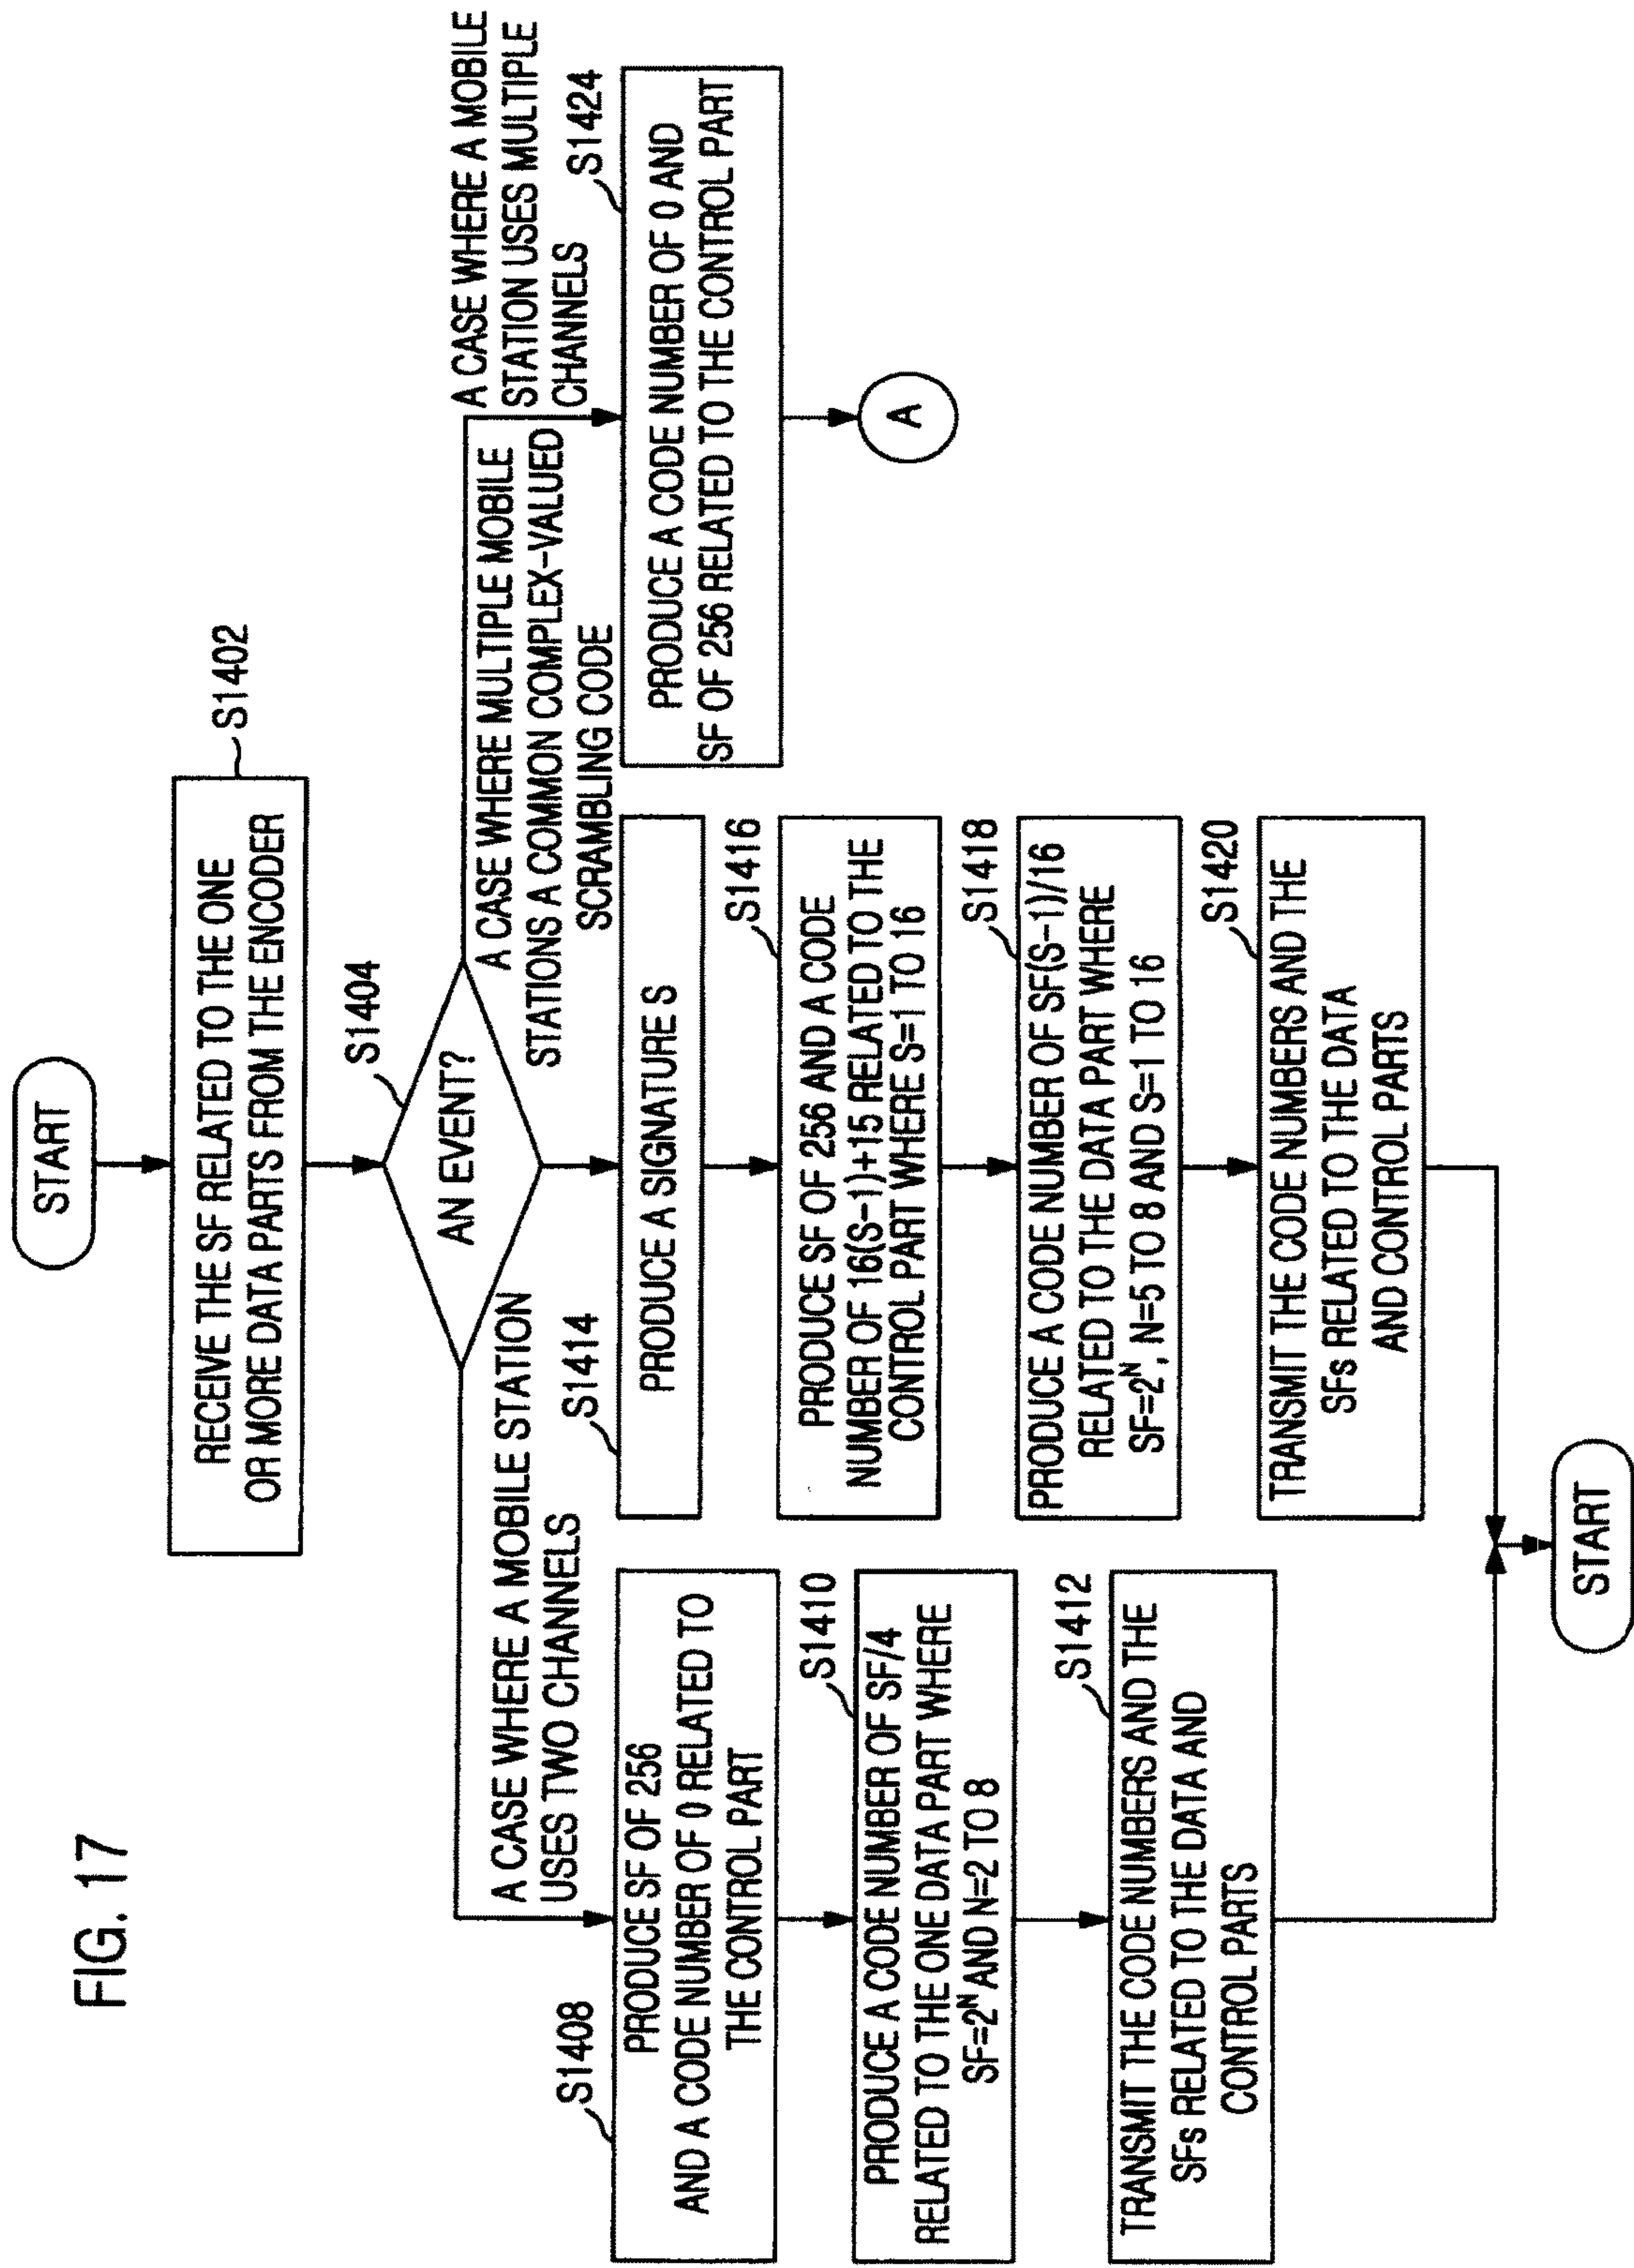 FIG. 17
START
RECEIVE THE SF RELATED TO THE ONE
OR MORE DATA PARTS FROM THE ENCODER
S1402
AN EVENT?
S1404
A CASE WHERE A MOBILE STATION
USES TWO CHANNELS
S1408
PRODUCE SF OF 256
AND A CODE NUMBER OF 0 RELATED TO
THE CONTROL PART
S1410
PRODUCE A CODE NUMBER OF SF/4
RELATED TO THE ONE DATA PART WHERE
SF=2^N AND N=2 TO 8
S1412
TRANSMIT THE CODE NUMBERS AND THE
SFs RELATED TO THE DATA AND
CONTROL PARTS
A CASE WHERE MULTIPLE MOBILE
STATIONS A COMMON COMPLEX-VALUED
SCRAMBLING CODE
S1414
PRODUCE A SIGNATURE S
S1416
PRODUCE SF OF 256 AND A CODE
NUMBER OF 16(S-1)+15 RELATED TO THE
CONTROL PART WHERE S=1 TO 16
S1418
PRODUCE A CODE NUMBER OF SF(S-1)/16
RELATED TO THE DATA PART WHERE
SF=2^N, N=5 TO 8 AND S=1 TO 16
S1420
TRANSMIT THE CODE NUMBERS AND THE
SFs RELATED TO THE DATA
AND CONTROL PARTS
A CASE WHERE A MOBILE
STATION USES MULTIPLE
CHANNELS
S1424
PRODUCE A CODE NUMBER OF 0 AND
SF OF 256 RELATED TO THE CONTROL PART
A
START